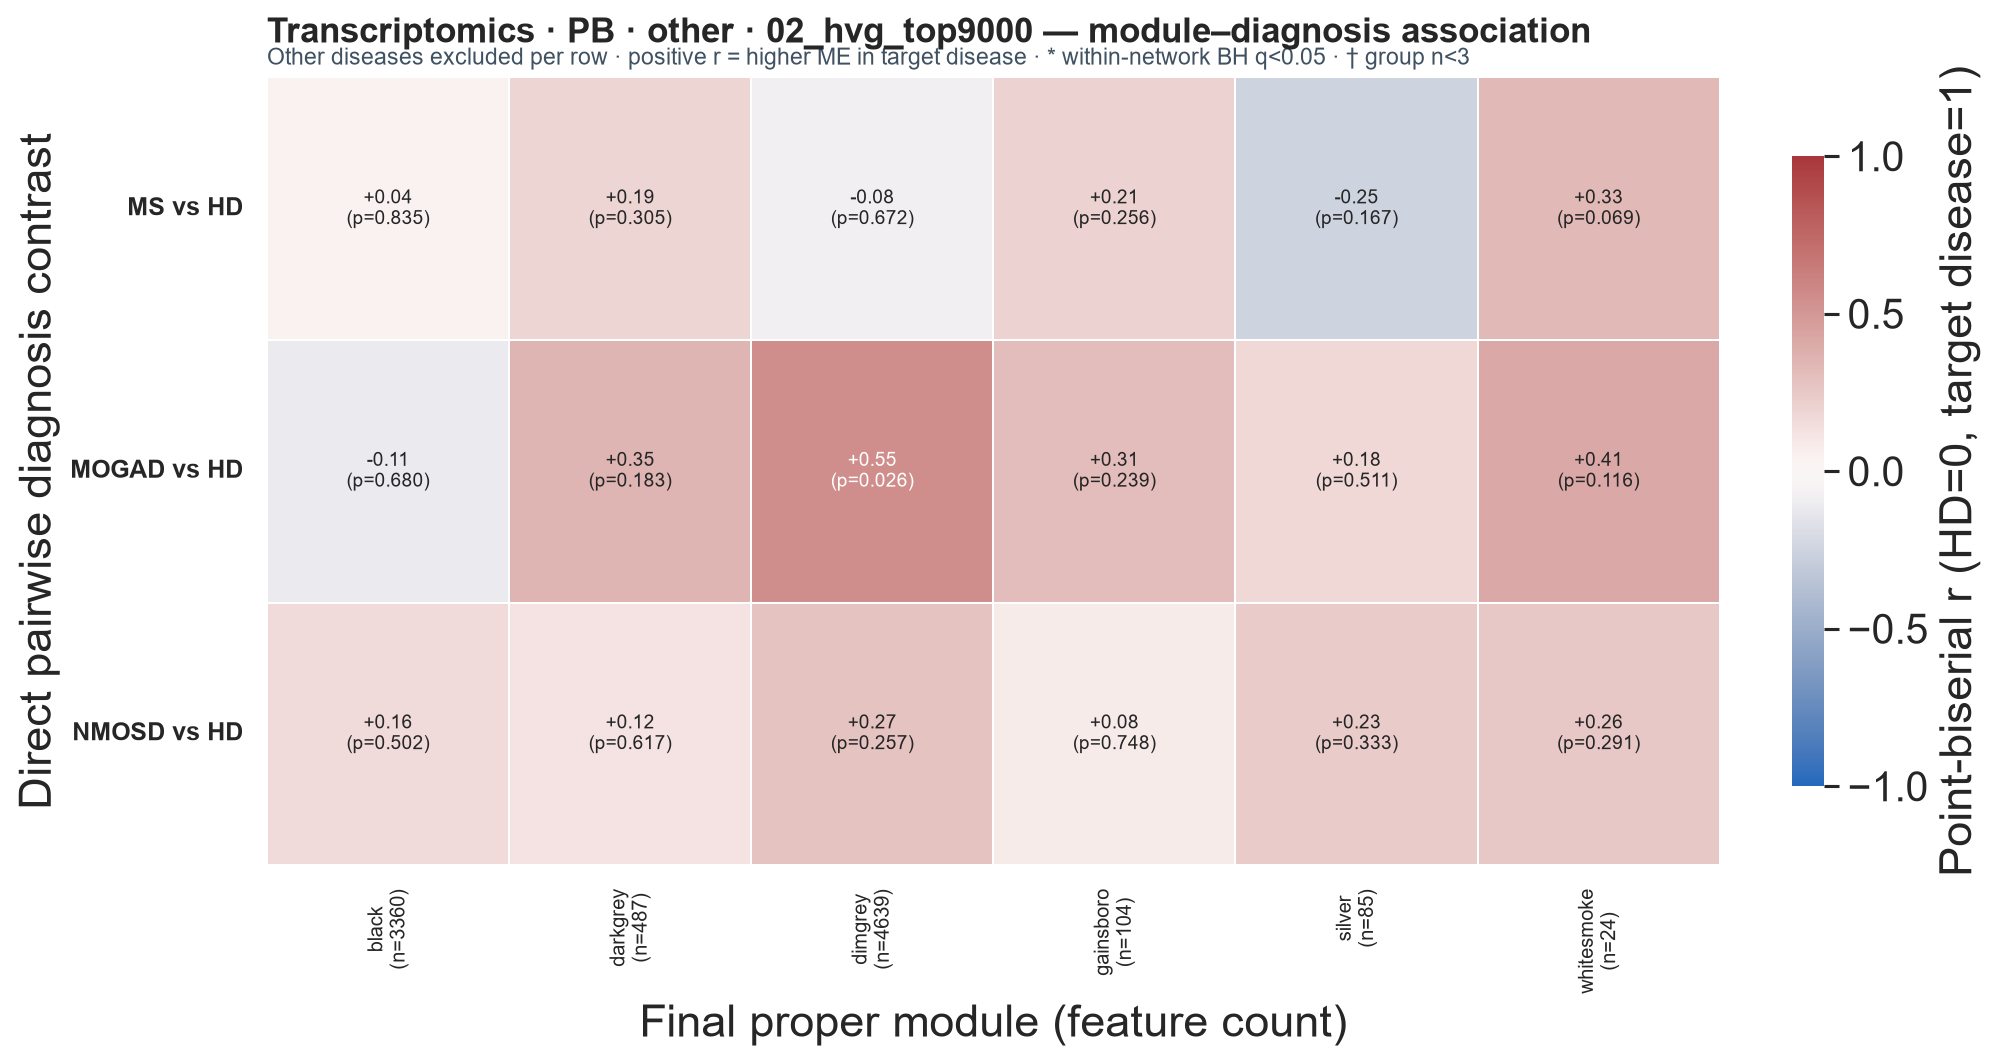 Transcriptomics · PB · other · 02_hvg_top9000 — module–diagnosis association
Other diseases excluded per row · positive r = higher ME in target disease · * within-network BH q<0.05 · † group n<3
Direct pairwise diagnosis contrast
MS vs HD
+0.04
(p=0.835)
+0.19
(p=0.305)
-0.08
(p=0.672)
+0.21
(p=0.256)
-0.25
(p=0.167)
+0.33
(p=0.069)
MOGAD vs HD
-0.11
(p=0.680)
+0.35
(p=0.183)
+0.55
(p=0.026)
+0.31
(p=0.239)
+0.18
(p=0.511)
+0.41
(p=0.116)
NMOSD vs HD
+0.16
(p=0.502)
+0.12
(p=0.617)
+0.27
(p=0.257)
+0.08
(p=0.748)
+0.23
(p=0.333)
+0.26
(p=0.291)
black
(n=3360)
darkgrey
(n=487)
dimgrey
(n=4639)
gainsboro
(n=104)
silver
(n=85)
whitesmoke
(n=24)
Final proper module (feature count)
1.0
0.5
0.0
−0.5
−1.0
Point-biserial r (HD=0, target disease=1)